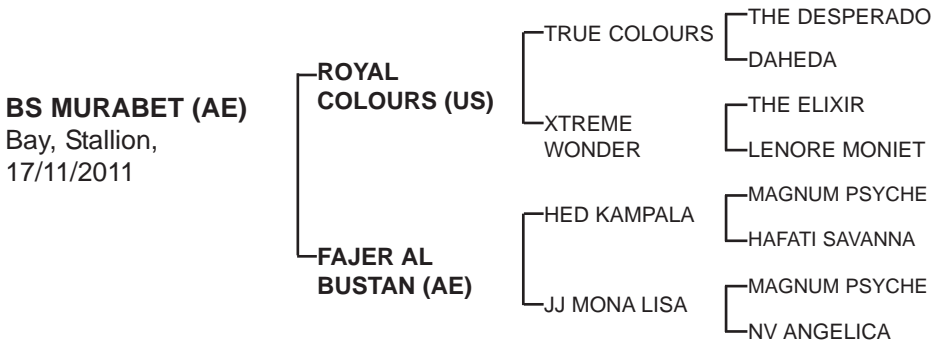 BS MURABET (AE)
Bay, Stallion,
17/11/2011
ROYAL
COLOURS (US)
FAJER AL
BUSTAN (AE)
TRUE COLOURS
XTREME
WONDER
HED KAMPALA
JJ MONA LISA
THE DESPERADO
DAHEDA
THE ELIXIR
LENORE MONIET
MAGNUM PSYCHE
HAFATI SAVANNA
MAGNUM PSYCHE
NV ANGELICA